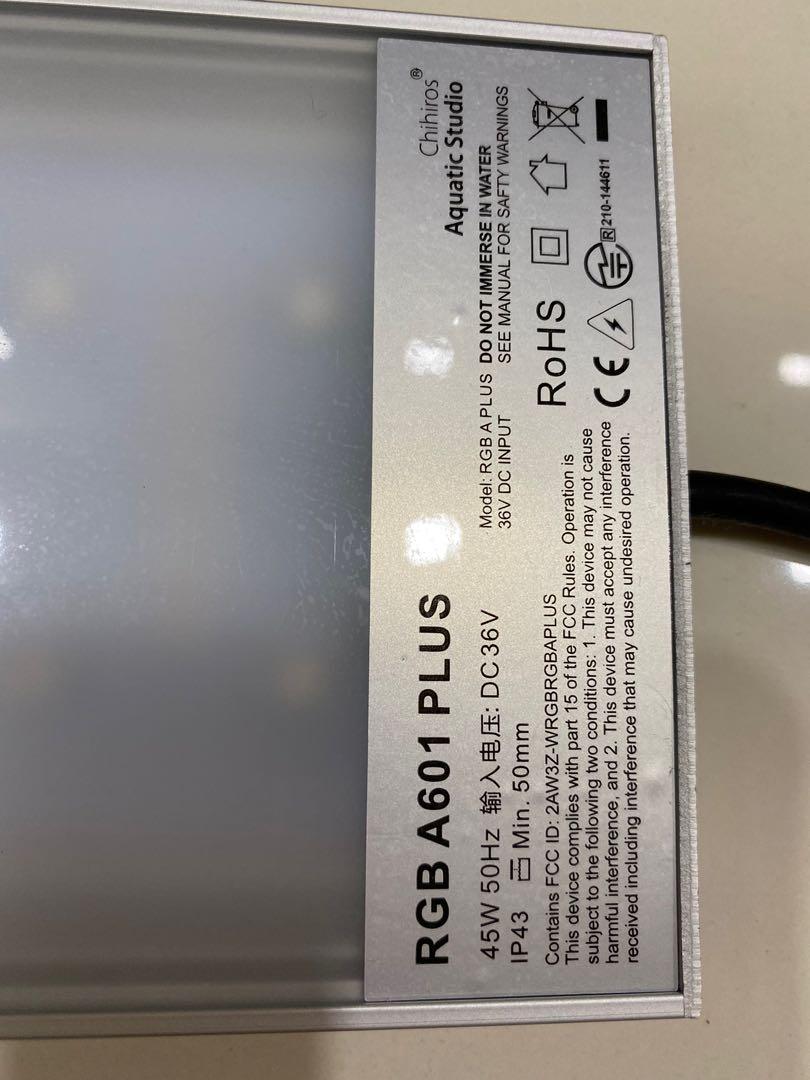 Chihiros®
Aquatic Studio
RGB A601 PLUS
45W 50Hz 输入电压: DC36V
IP43 Min. 50mm
Model: RGB A PLUS DO NOT IMMERSE IN WATER
36V DC INPUT SEE MANUAL FOR SAFTY WARNINGS
Contains FCC ID: 2AW3Z-WRGBRGBAPLUS
This device complies with part 15 of the FCC Rules. Operation is
subject to the following two conditions: 1. This device may not cause
harmful interference, and 2. This device must accept any interference
received including interference that may cause undesired operation.
RoHS
CE R 210-144611